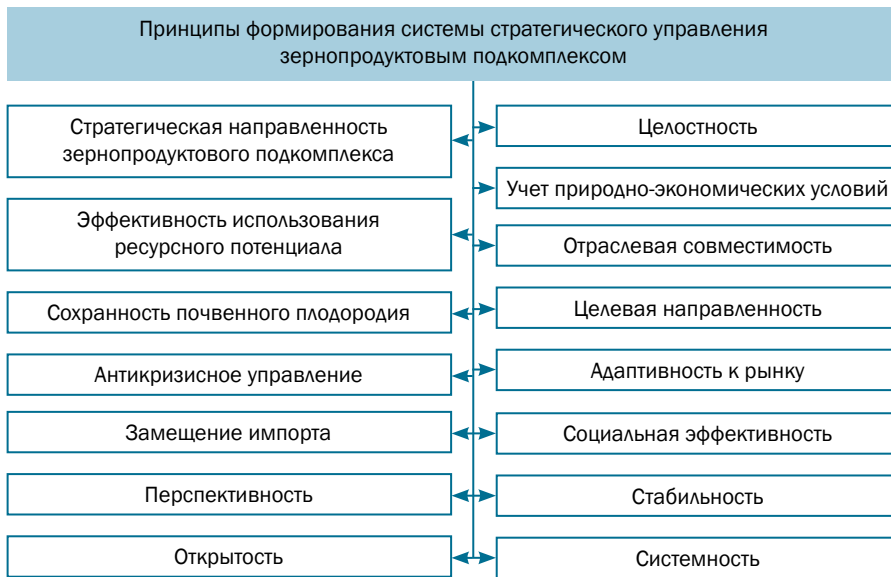 Принципы формирования системы стратегического управления
зернопродуктовым подкомплексом
Стратегическая направленность
зернопродуктового подкомплекса
Эффективность использования
ресурсного потенциала
Сохранность почвенного плодородия
Антикризисное управление
Замещение импорта
Перспективность
Открытость
Целостность
Учет природно-экономических условий
Отраслевая совместимость
Целевая направленность
Адаптивность к рынку
Социальная эффективность
Стабильность
Системность